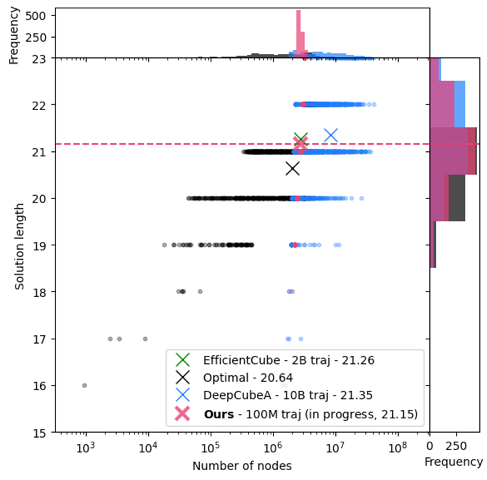 Frequency
500
250
23
22
21
20
19
18
17
16
15
Solution length
EfficientCube - 2B traj - 21.26
Optimal - 20.64
DeepCubeA - 10B traj - 21.35
Ours - 100M traj (in progress, 21.15)
10³ 10⁴ 10⁵ 10⁶ 10⁷ 10⁸
Number of nodes
0 250
Frequency